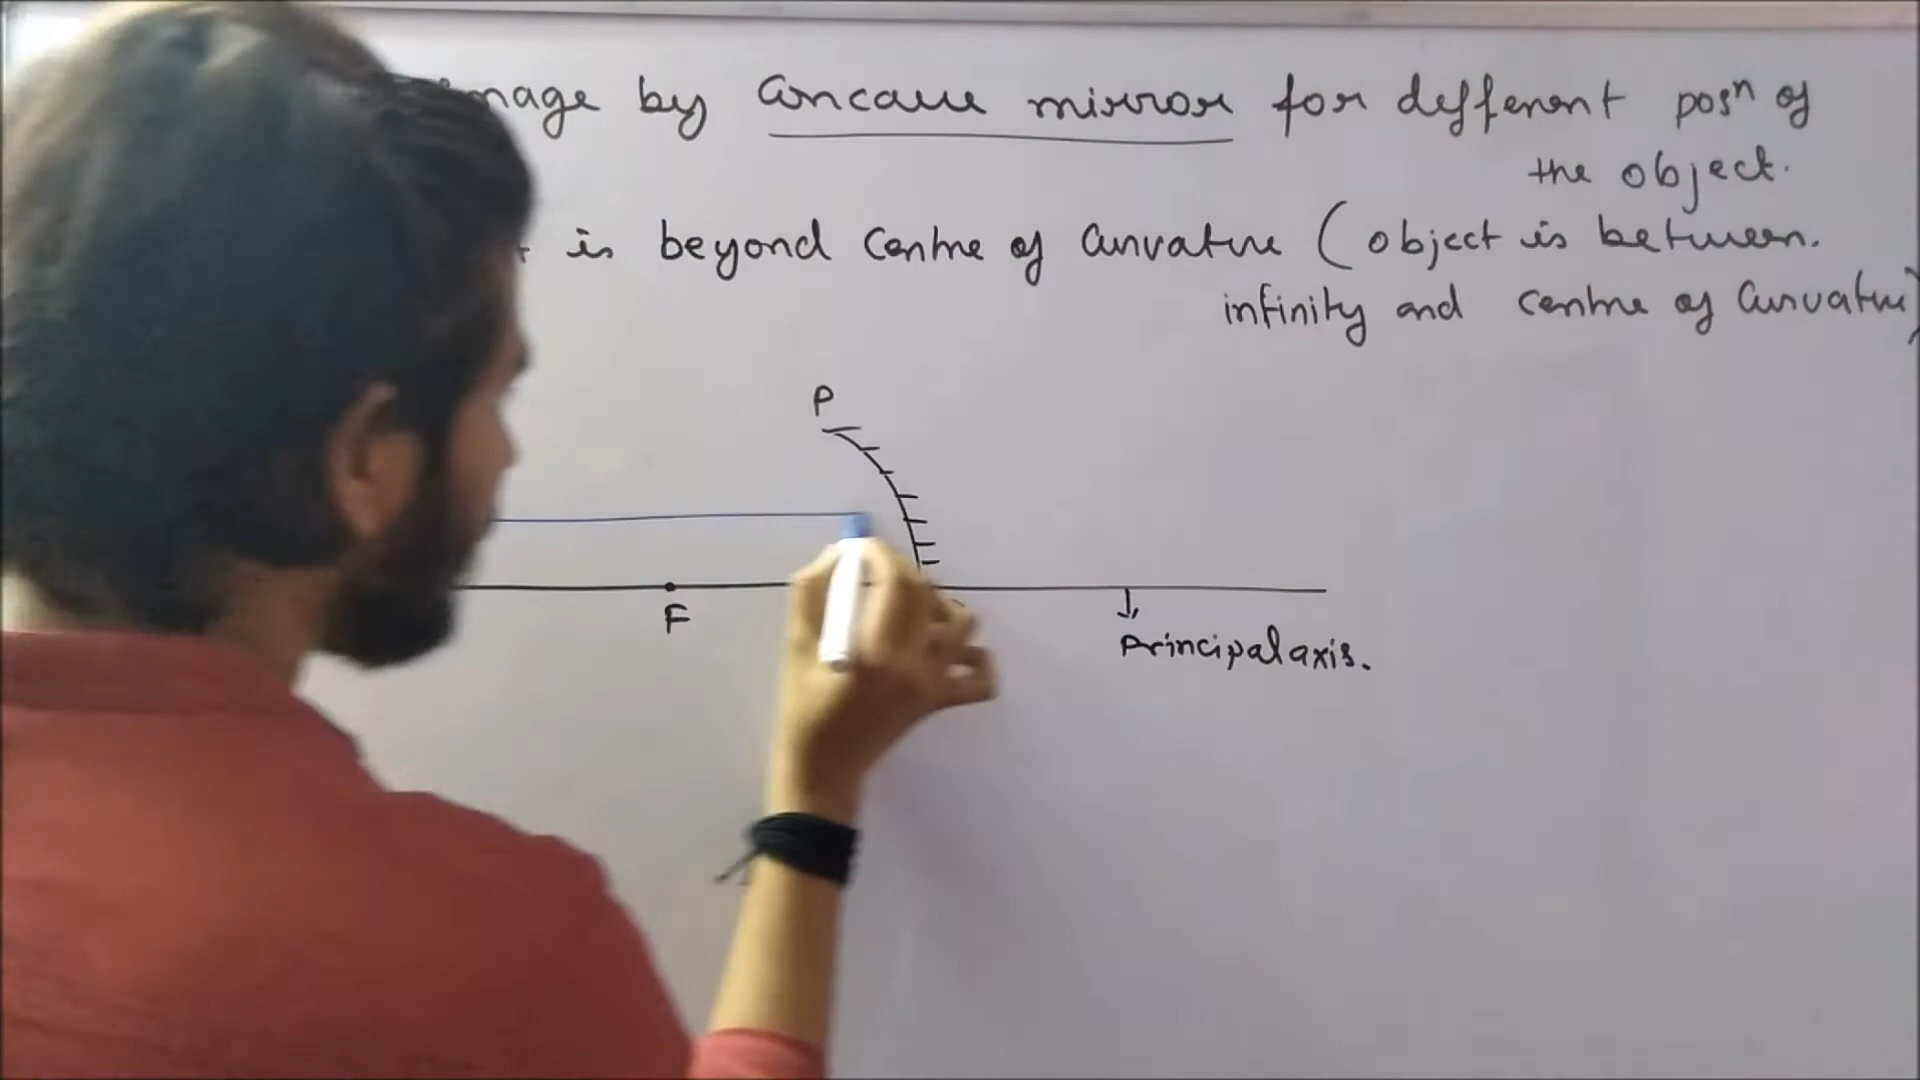 mage by concave mirror for different posⁿ of
the object.
is beyond centre of curvature ( object is between.
infinity and centre of curvature)
P
F
Principal axis.